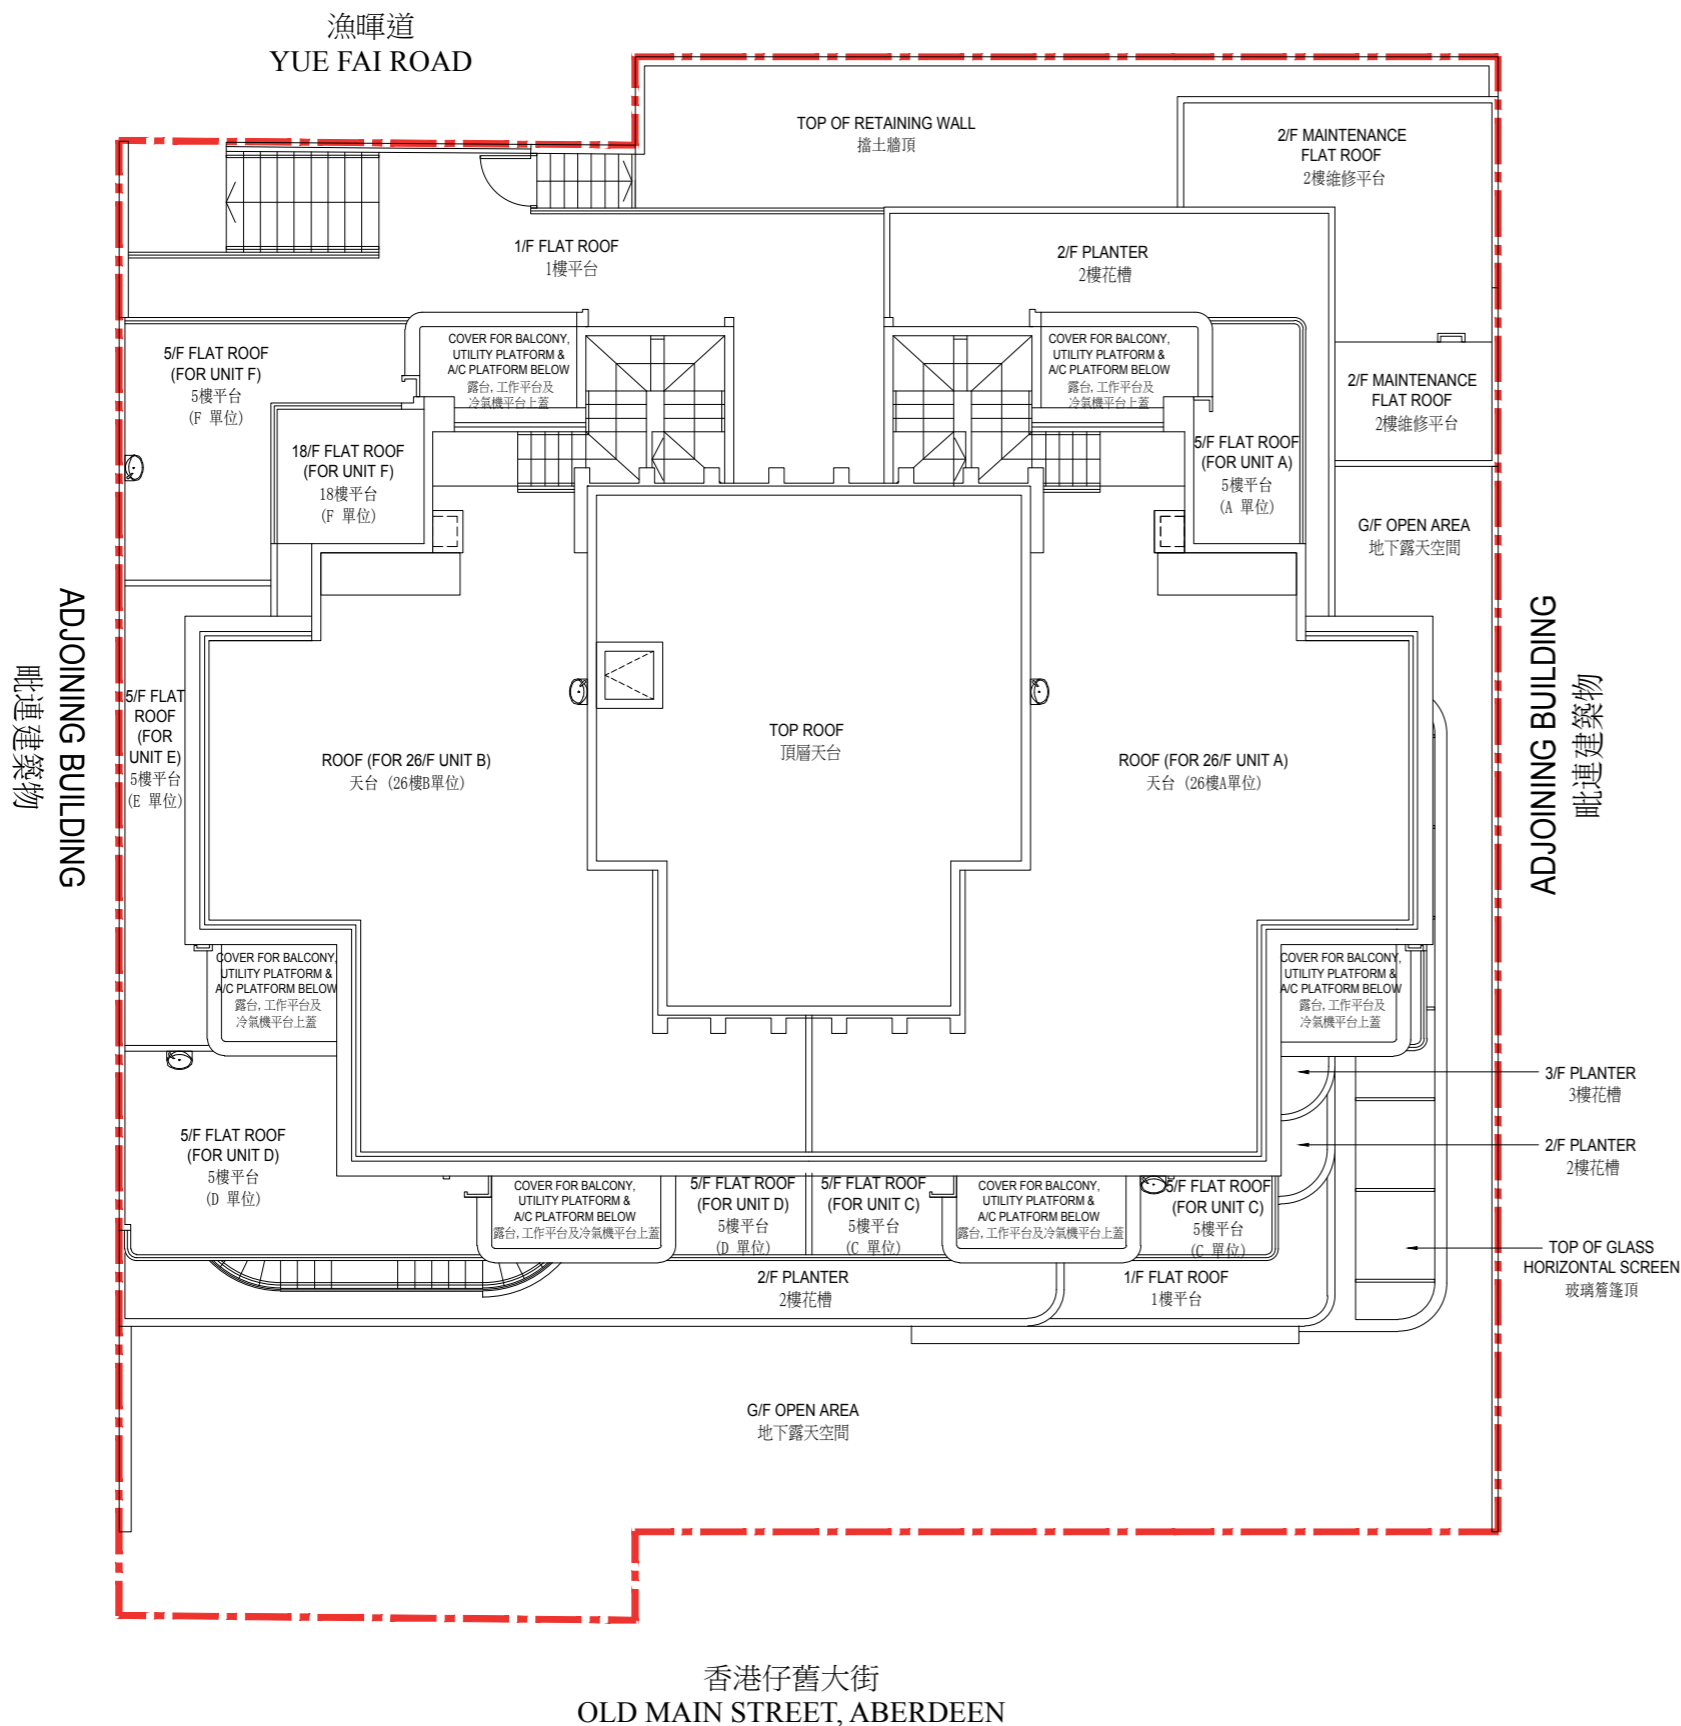 漁暉道
YUE FAI ROAD
TOP OF RETAINING WALL
擋土牆頂
2/F MAINTENANCE
FLAT ROOF
2樓維修平台
1/F FLAT ROOF
1樓平台
2/F PLANTER
2樓花槽
5/F FLAT ROOF
(FOR UNIT F)
5樓平台
(F 單位)
COVER FOR BALCONY,
UTILITY PLATFORM &
A/C PLATFORM BELOW
露台, 工作平台及
冷氣機平台上蓋
COVER FOR BALCONY,
UTILITY PLATFORM &
A/C PLATFORM BELOW
露台, 工作平台及
冷氣機平台上蓋
2/F MAINTENANCE
FLAT ROOF
2樓維修平台
18/F FLAT ROOF
(FOR UNIT F)
18樓平台
(F 單位)
5/F FLAT ROOF
(FOR UNIT A)
5樓平台
(A 單位)
G/F OPEN AREA
地下露天空間
ADJOINING BUILDING
毗連建築物
ADJOINING BUILDING
毗連建築物
5/F FLAT
ROOF
(FOR
UNIT E)
5樓平台
(E 單位)
ROOF (FOR 26/F UNIT B)
天台 (26樓B單位)
TOP ROOF
頂層天台
ROOF (FOR 26/F UNIT A)
天台 (26樓A單位)
COVER FOR BALCONY,
UTILITY PLATFORM &
A/C PLATFORM BELOW
露台, 工作平台及
冷氣機平台上蓋
COVER FOR BALCONY,
UTILITY PLATFORM &
A/C PLATFORM BELOW
露台, 工作平台及
冷氣機平台上蓋
3/F PLANTER
3樓花槽
2/F PLANTER
2樓花槽
5/F FLAT ROOF
(FOR UNIT D)
5樓平台
(D 單位)
COVER FOR BALCONY,
UTILITY PLATFORM &
A/C PLATFORM BELOW
露台, 工作平台及冷氣機平台上蓋
5/F FLAT ROOF
(FOR UNIT D)
5樓平台
(D 單位)
5/F FLAT ROOF
(FOR UNIT C)
5樓平台
(C 單位)
COVER FOR BALCONY,
UTILITY PLATFORM &
A/C PLATFORM BELOW
露台, 工作平台及冷氣機平台上蓋
5/F FLAT ROOF
(FOR UNIT C)
5樓平台
(C 單位)
TOP OF GLASS
HORIZONTAL SCREEN
玻璃簷篷頂
2/F PLANTER
2樓花槽
1/F FLAT ROOF
1樓平台
G/F OPEN AREA
地下露天空間
香港仔舊大街
OLD MAIN STREET, ABERDEEN